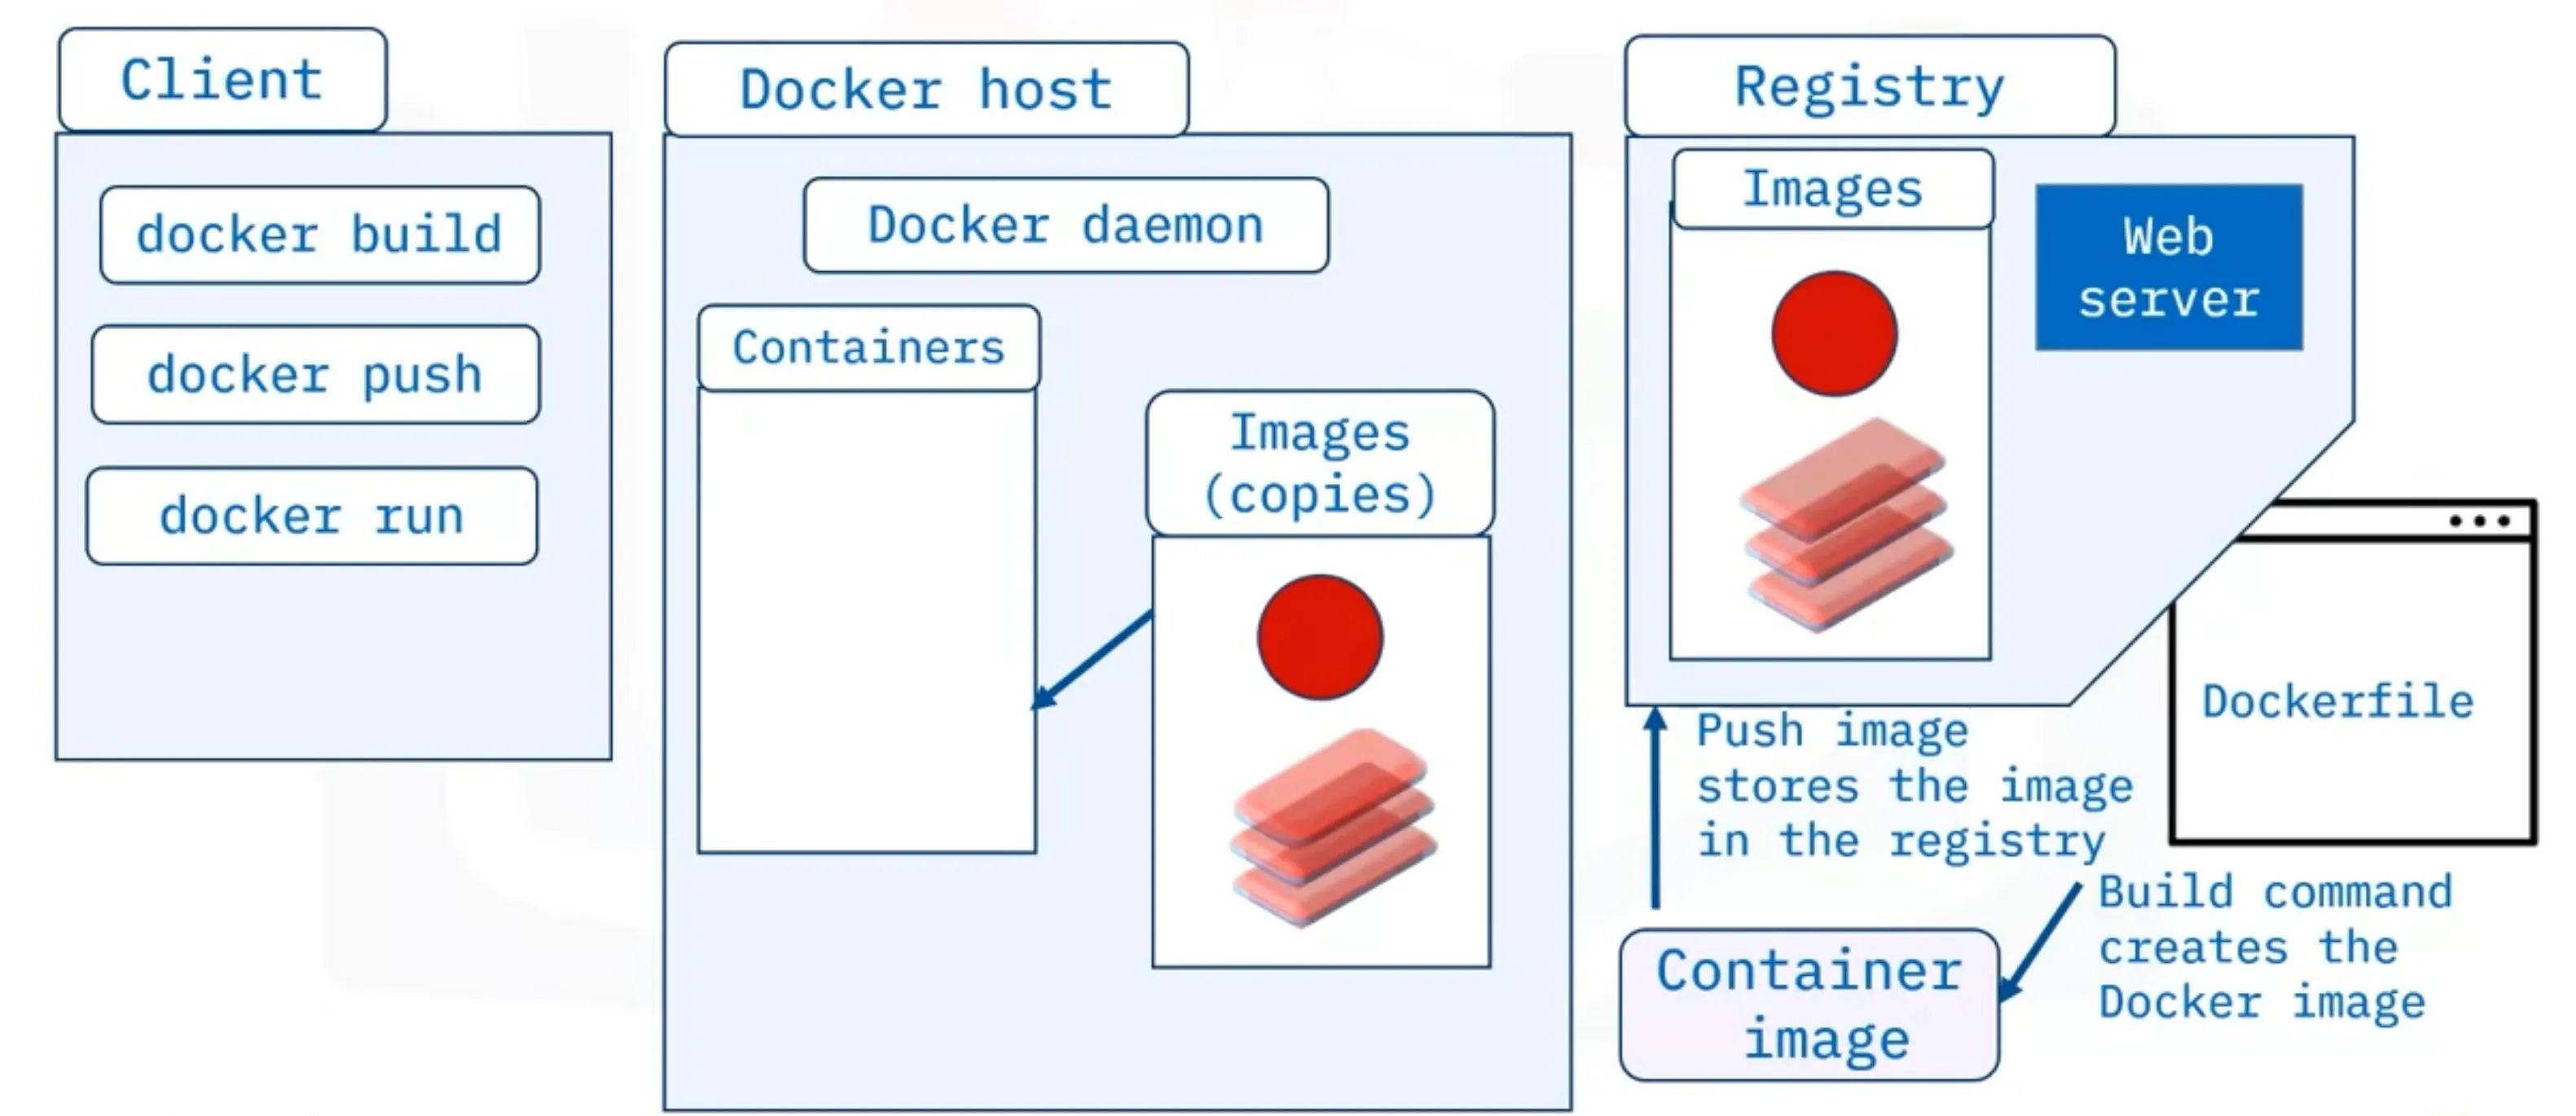 Client
docker build
docker push
docker run
Docker host
Docker daemon
Containers
Images
(copies)
Registry
Images
Web
server
Dockerfile
Push image
stores the image
in the registry
Build command
creates the
Docker image
Container
image